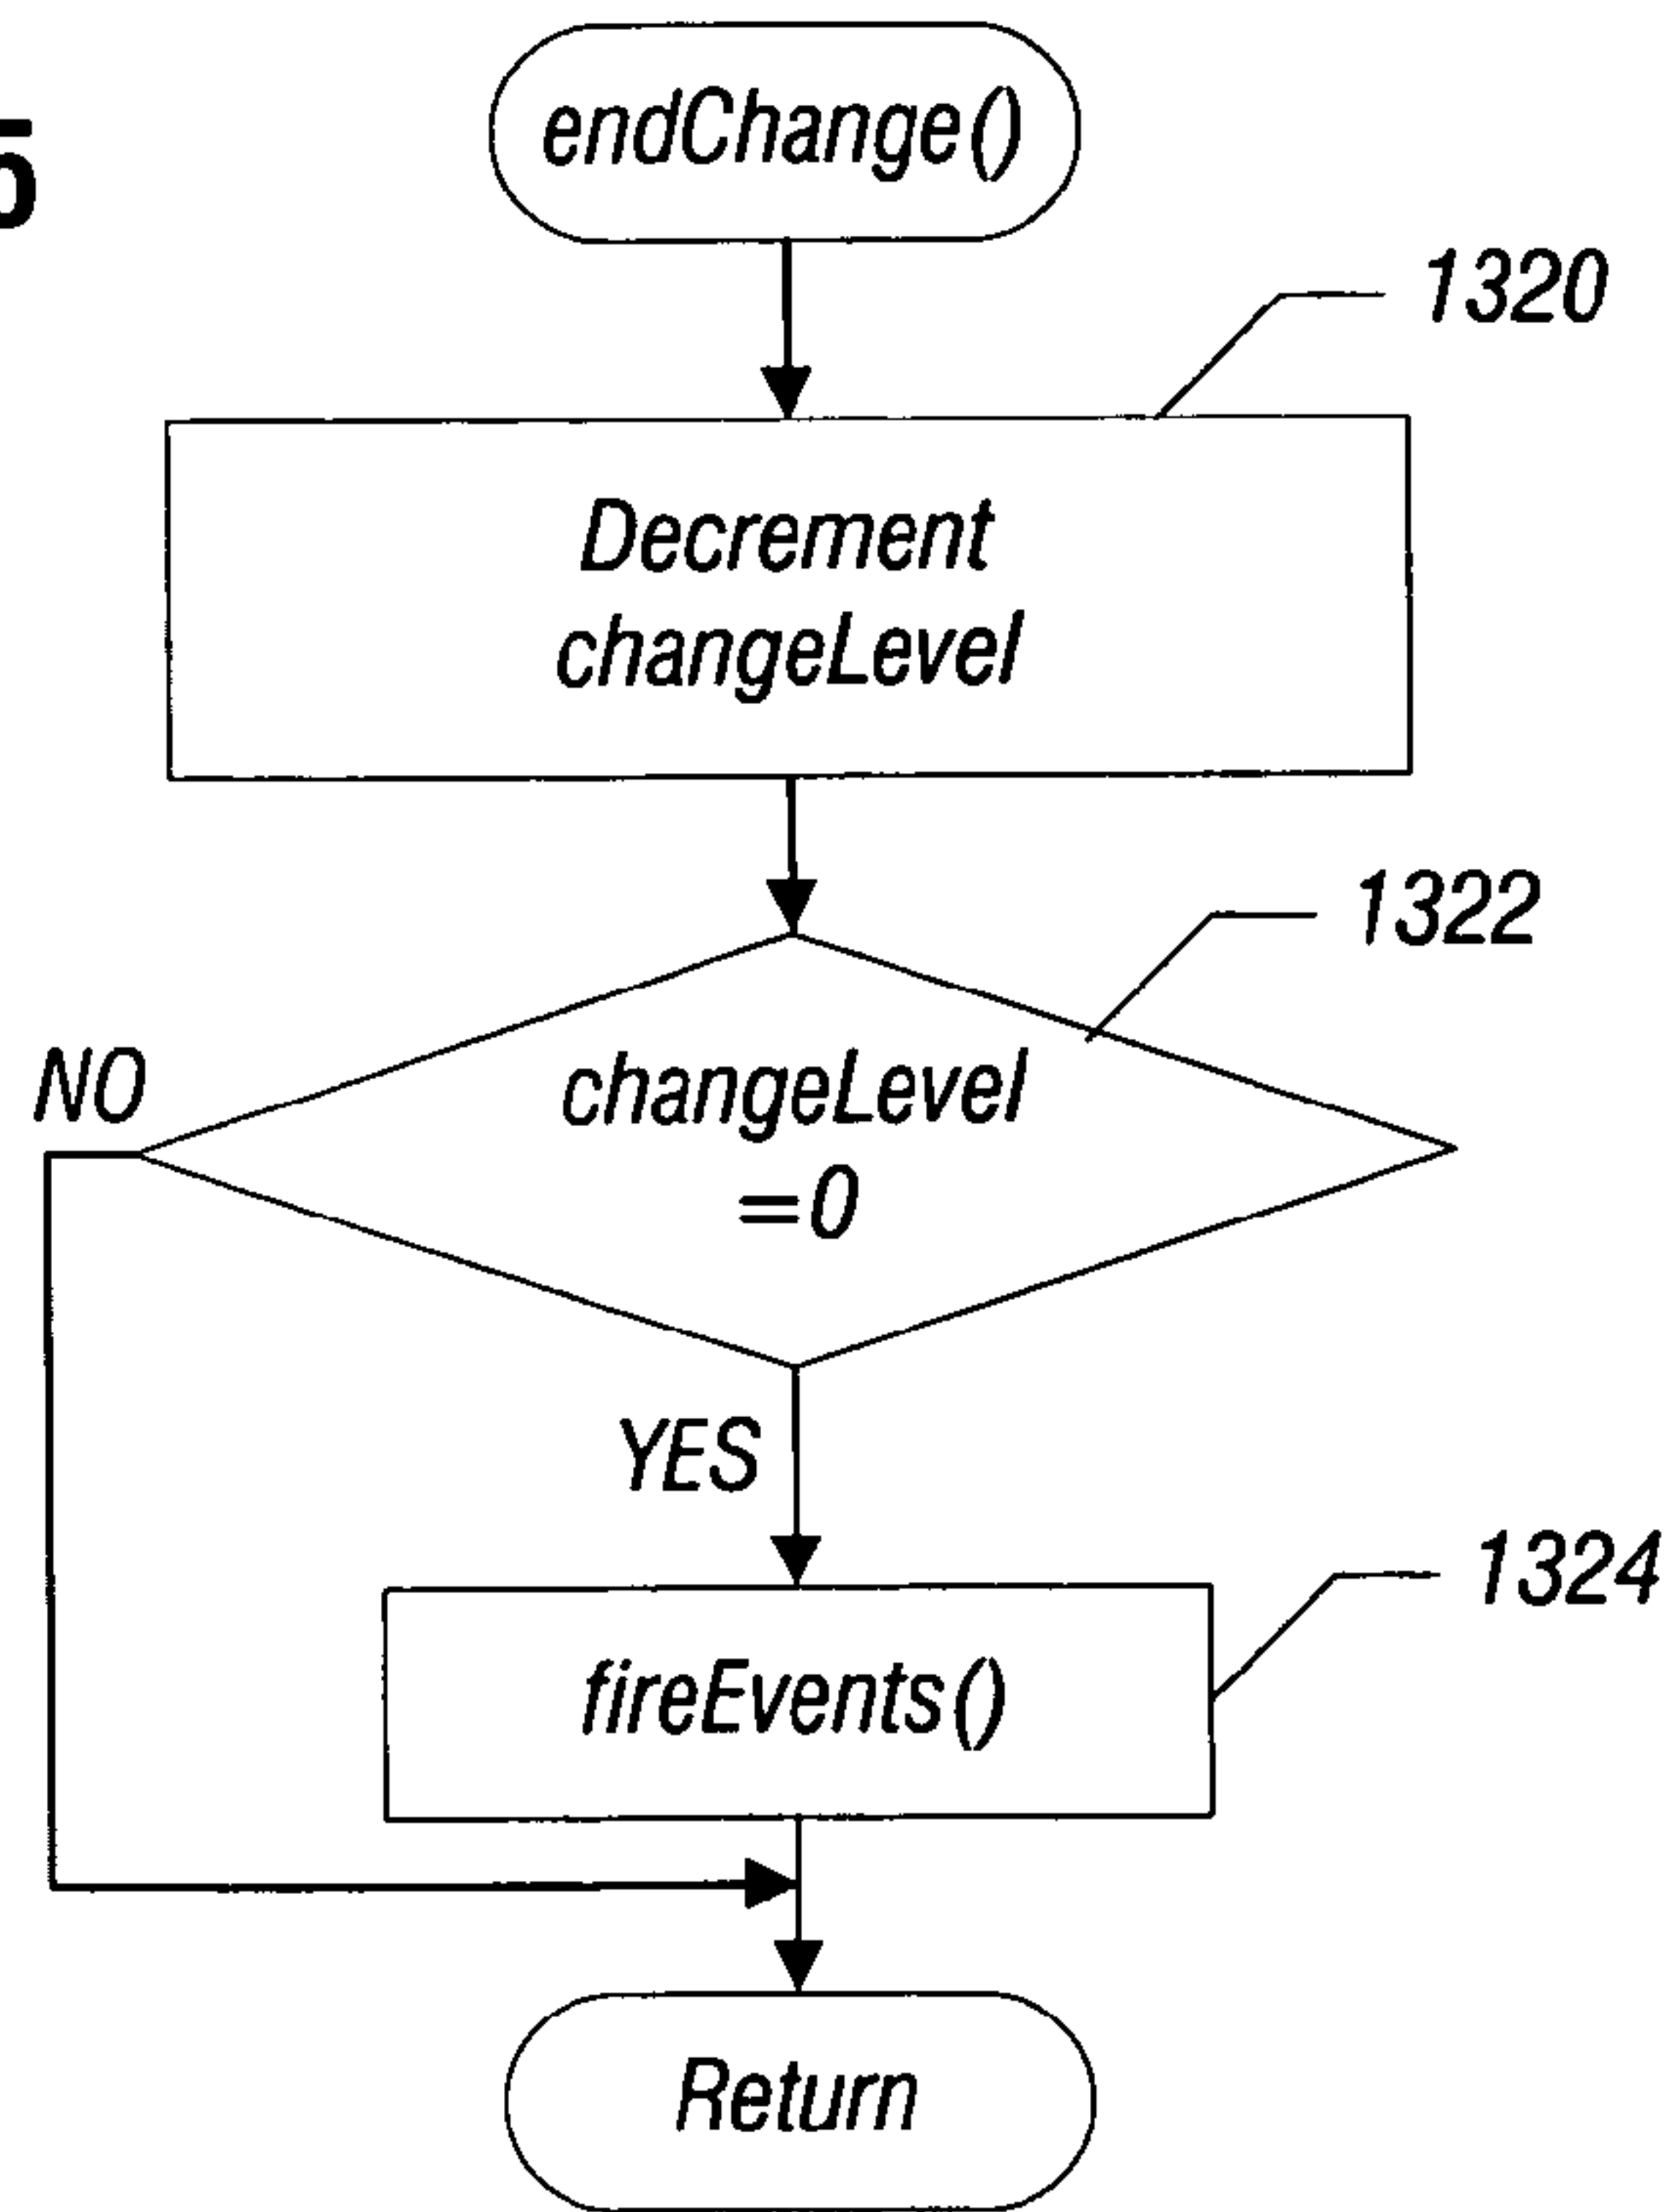 5
endChange()
1320
Decrement
changeLevel
1322
NO
changeLevel
=0
YES
1324
fireEvents()
Return